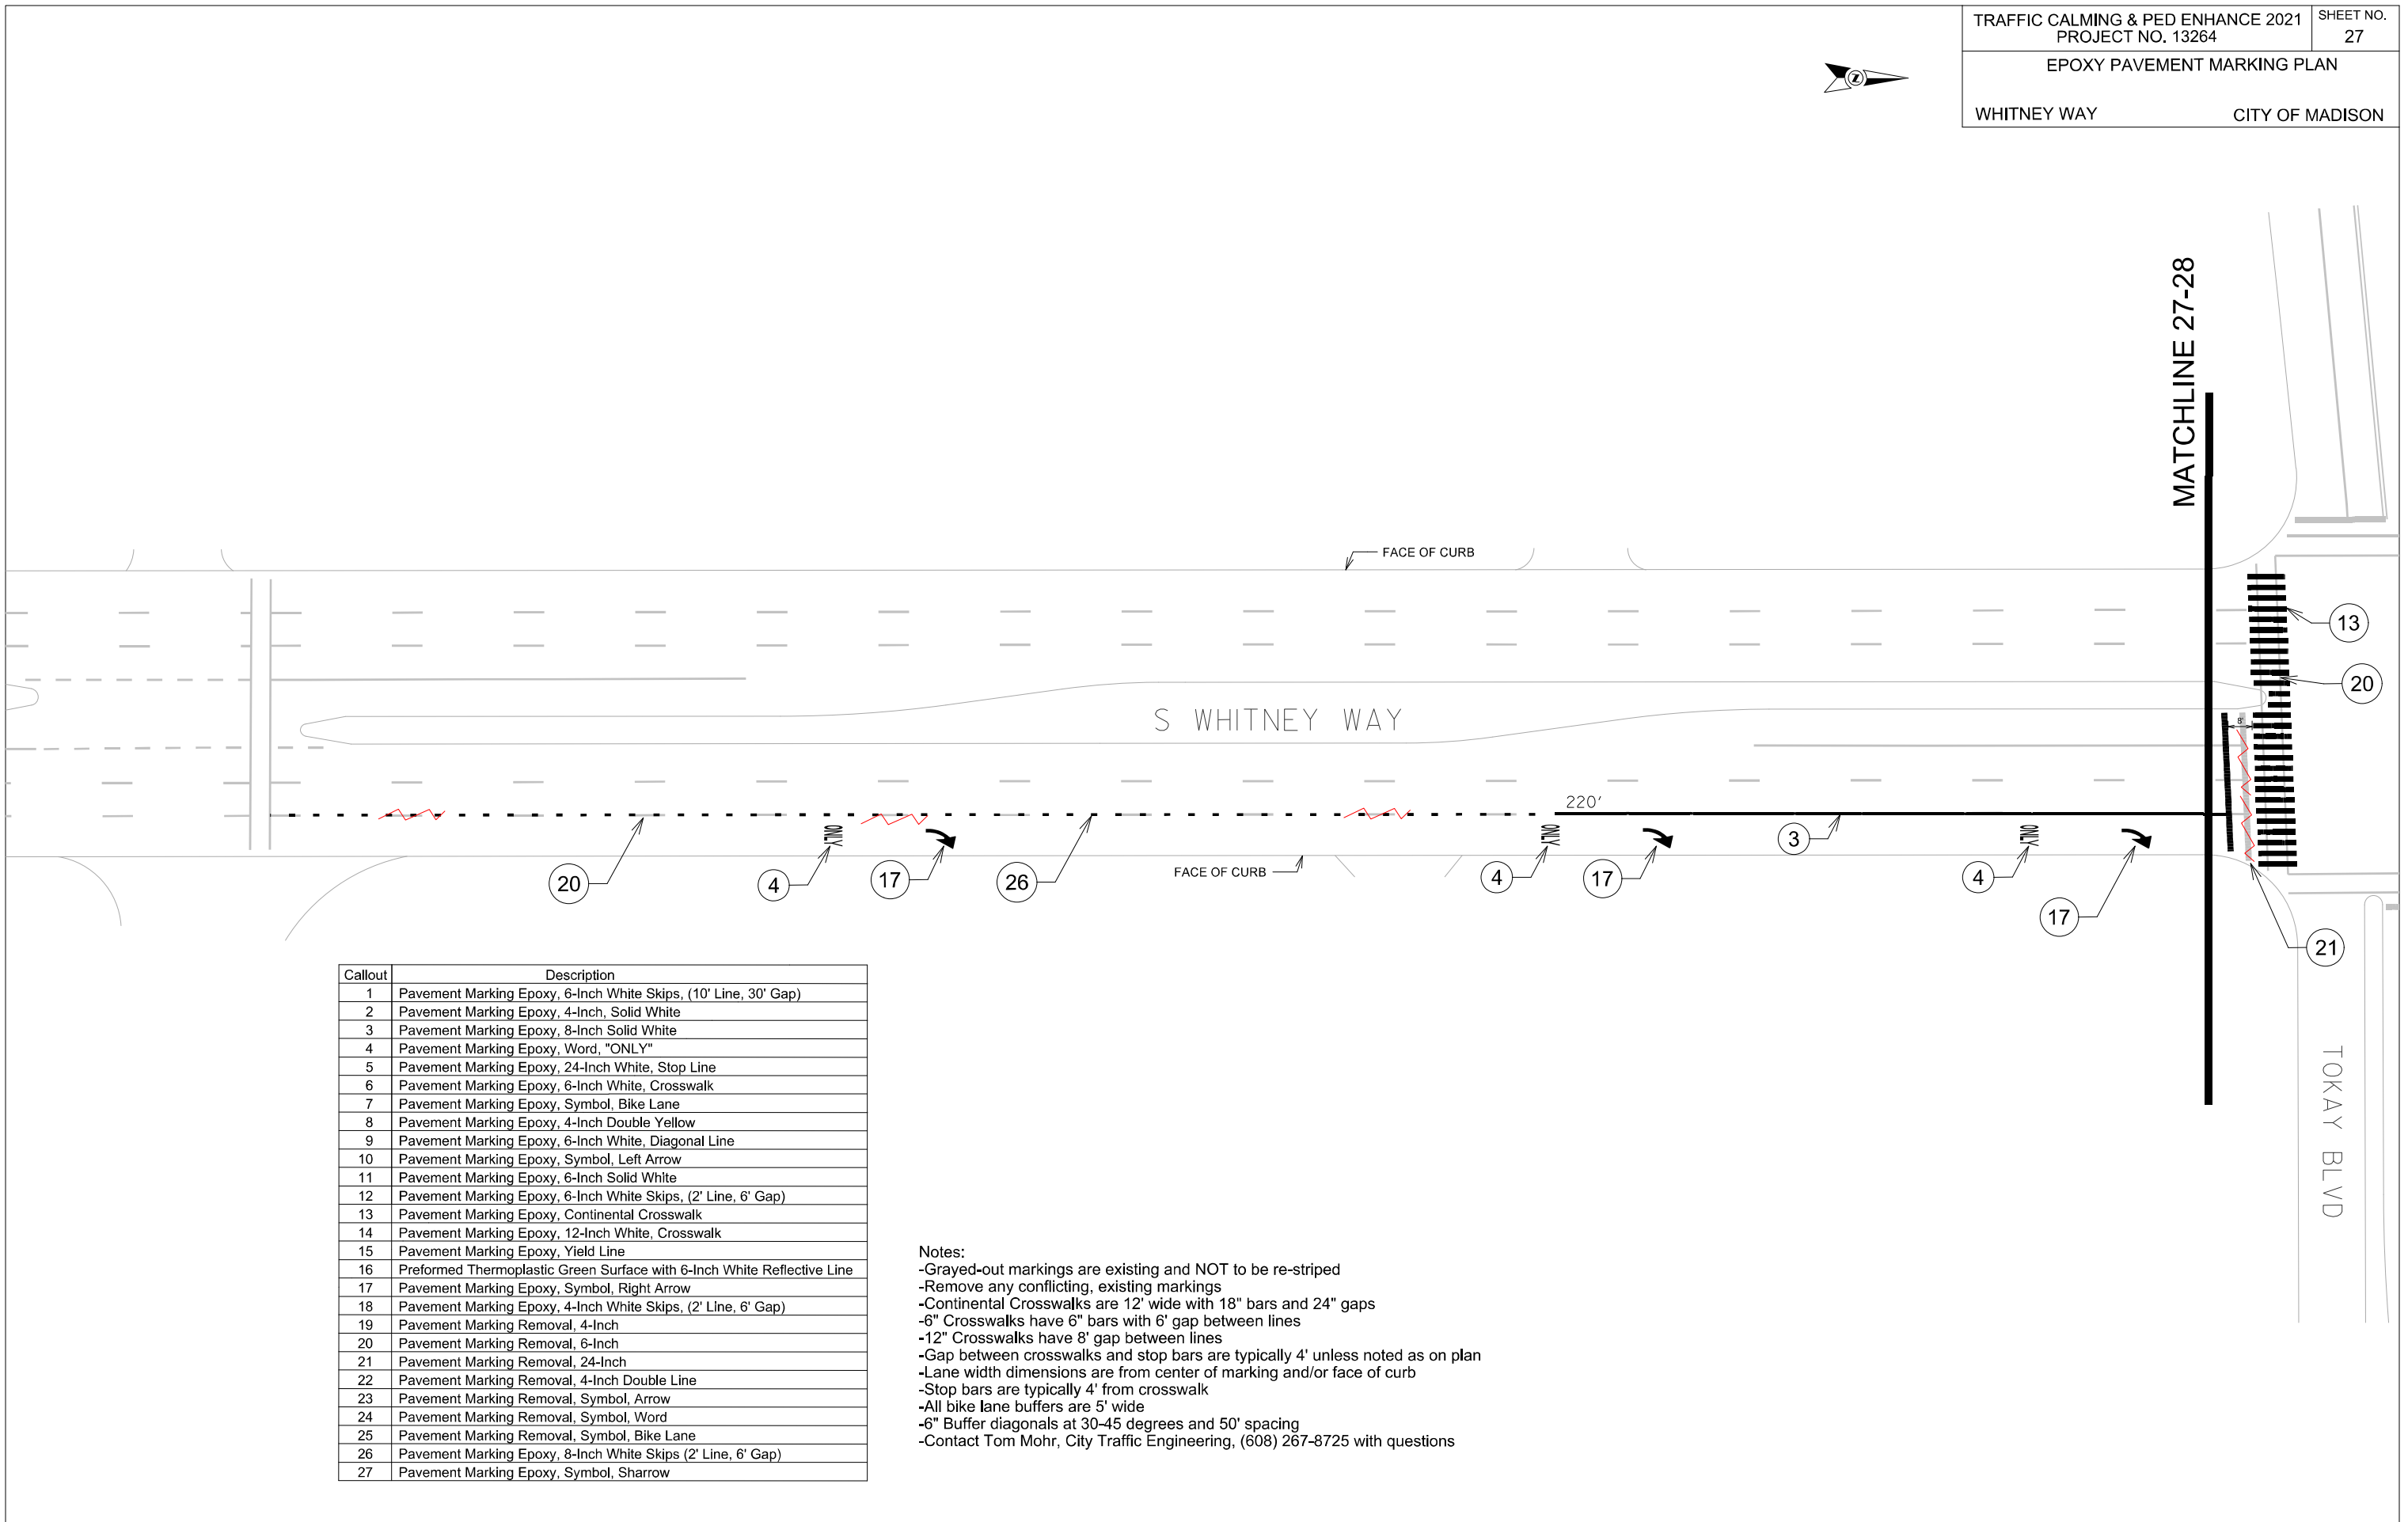 TRAFFIC CALMING & PED ENHANCE 2021
PROJECT NO. 13264
SHEET NO.
27
EPOXY PAVEMENT MARKING PLAN
WHITNEY WAY
CITY OF MADISON
Z
MATCHLINE 27-28
FACE OF CURB
13
20
S WHITNEY WAY
8'
220'
ONLY
ONLY
ONLY
3
20
4
17
26
FACE OF CURB
4
17
4
17
21
TOKAY BLVD
Callout Description
1 Pavement Marking Epoxy, 6-Inch White Skips, (10' Line, 30' Gap)
2 Pavement Marking Epoxy, 4-Inch, Solid White
3 Pavement Marking Epoxy, 8-Inch Solid White
4 Pavement Marking Epoxy, Word, "ONLY"
5 Pavement Marking Epoxy, 24-Inch White, Stop Line
6 Pavement Marking Epoxy, 6-Inch White, Crosswalk
7 Pavement Marking Epoxy, Symbol, Bike Lane
8 Pavement Marking Epoxy, 4-Inch Double Yellow
9 Pavement Marking Epoxy, 6-Inch White, Diagonal Line
10 Pavement Marking Epoxy, Symbol, Left Arrow
11 Pavement Marking Epoxy, 6-Inch Solid White
12 Pavement Marking Epoxy, 6-Inch White Skips, (2' Line, 6' Gap)
13 Pavement Marking Epoxy, Continental Crosswalk
14 Pavement Marking Epoxy, 12-Inch White, Crosswalk
15 Pavement Marking Epoxy, Yield Line
16 Preformed Thermoplastic Green Surface with 6-Inch White Reflective Line
17 Pavement Marking Epoxy, Symbol, Right Arrow
18 Pavement Marking Epoxy, 4-Inch White Skips, (2' Line, 6' Gap)
19 Pavement Marking Removal, 4-Inch
20 Pavement Marking Removal, 6-Inch
21 Pavement Marking Removal, 24-Inch
22 Pavement Marking Removal, 4-Inch Double Line
23 Pavement Marking Removal, Symbol, Arrow
24 Pavement Marking Removal, Symbol, Word
25 Pavement Marking Removal, Symbol, Bike Lane
26 Pavement Marking Epoxy, 8-Inch White Skips (2' Line, 6' Gap)
27 Pavement Marking Epoxy, Symbol, Sharrow
Notes:
-Grayed-out markings are existing and NOT to be re-striped
-Remove any conflicting, existing markings
-Continental Crosswalks are 12' wide with 18" bars and 24" gaps
-6" Crosswalks have 6" bars with 6' gap between lines
-12" Crosswalks have 8' gap between lines
-Gap between crosswalks and stop bars are typically 4' unless noted as on plan
-Lane width dimensions are from center of marking and/or face of curb
-Stop bars are typically 4' from crosswalk
-All bike lane buffers are 5' wide
-6" Buffer diagonals at 30-45 degrees and 50' spacing
-Contact Tom Mohr, City Traffic Engineering, (608) 267-8725 with questions